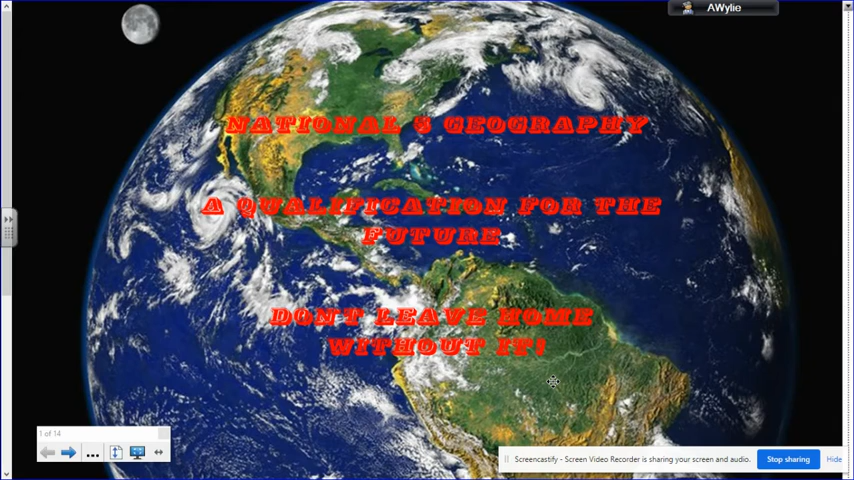 AWylie
NATIONAL 5 GEOGRAPHY
A QUALIFICATION FOR THE
FUTURE
DONT LEAVE HOME
WITHOUT IT!
1 of 14
...
Screencastify - Screen Video Recorder is sharing your screen and audio.
Stop sharing
Hide